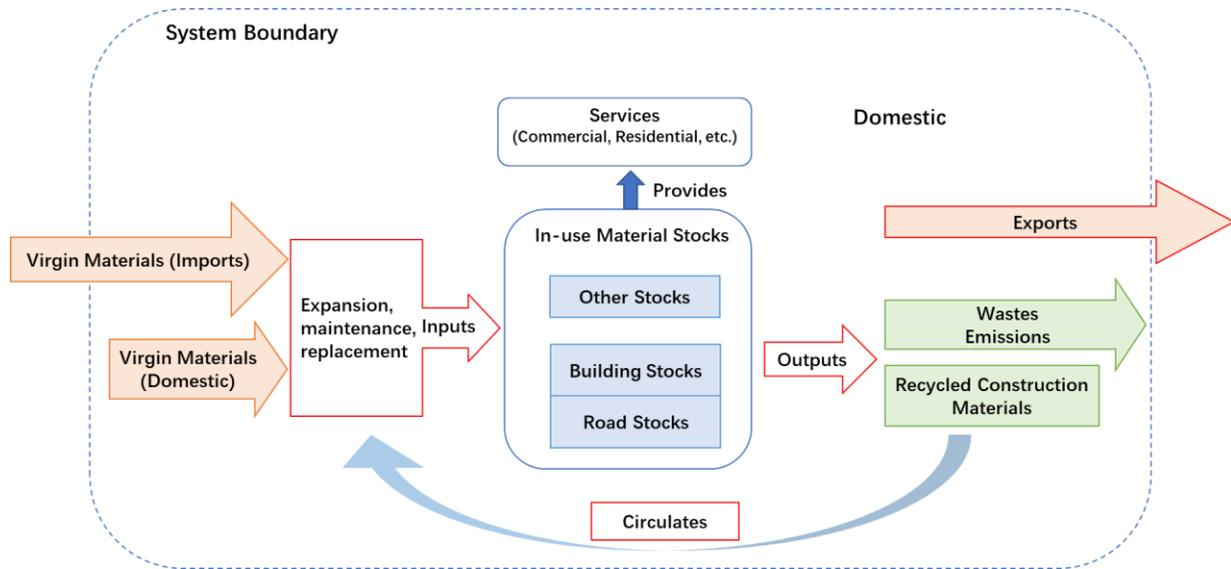 System Boundary
Services
(Commercial, Residential, etc.)
Domestic
Provides
Exports
In-use Material Stocks
Virgin Materials (Imports)
Other Stocks
Expansion,
maintenance,
replacement
Inputs
Wastes
Emissions
Virgin Materials
(Domestic)
Building Stocks
Outputs
Recycled Construction
Materials
Road Stocks
Circulates